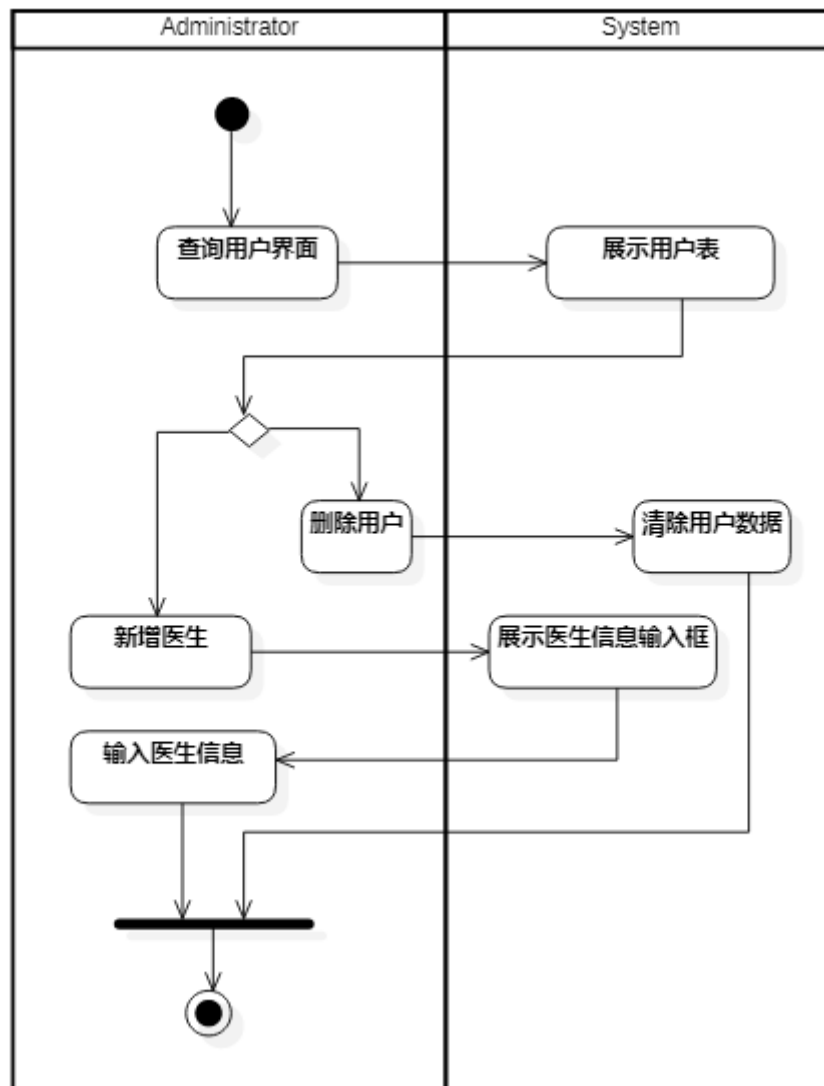 Administrator
System
查询用户界面
展示用户表
删除用户
清除用户数据
新增医生
展示医生信息输入框
输入医生信息